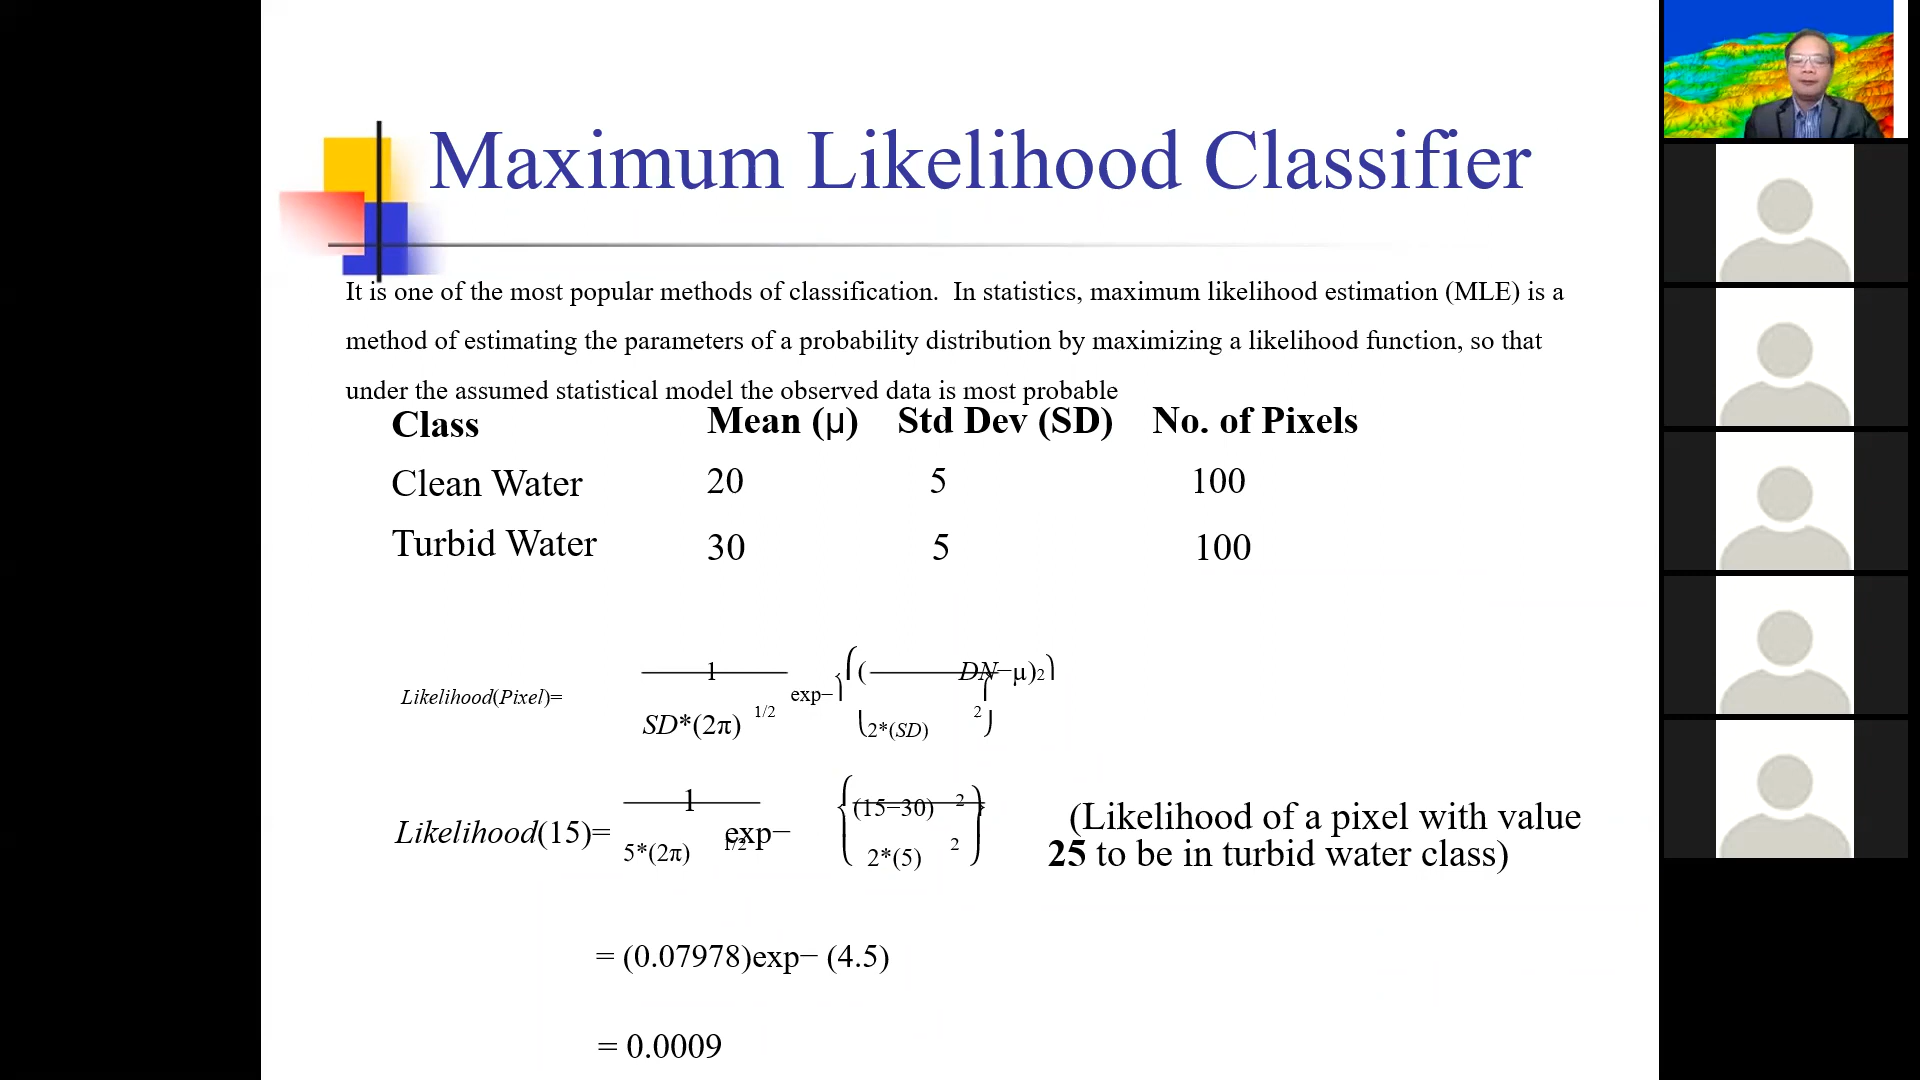 Maximum Likelihood Classifier
It is one of the most popular methods of classification.  In statistics, maximum likelihood estimation (MLE) is a
method of estimating the parameters of a probability distribution by maximizing a likelihood function, so that
under the assumed statistical model the observed data is most probable
Class Mean (μ) Std Dev (SD) No. of Pixels
Clean Water 20 5 100
Turbid Water 30 5 100
1 (DN−μ)2
Likelihood(Pixel)= exp−
SD*(2π) 1/2 2*(SD) 2
1 (15−30) 2
Likelihood(15)= exp−
5*(2π) 1/2 2*(5) 2
(Likelihood of a pixel with value
25 to be in turbid water class)
= (0.07978)exp− (4.5)
= 0.0009